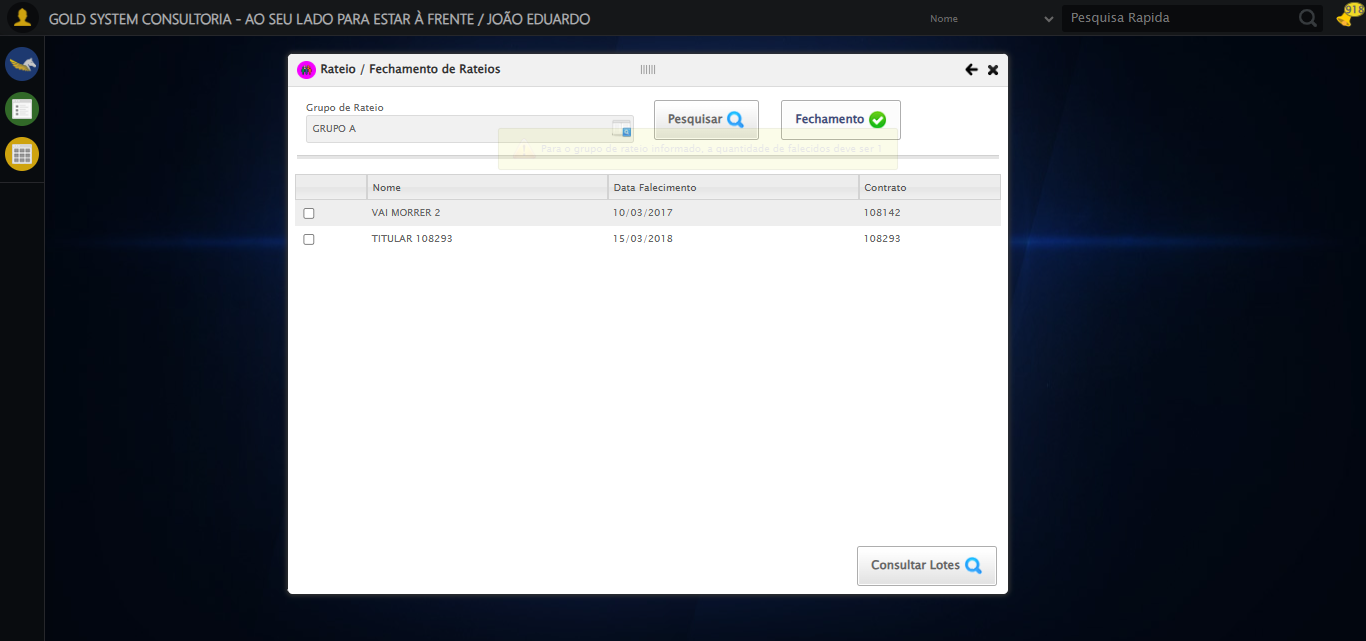 GOLD SYSTEM CONSULTORIA - AO SEU LADO PARA ESTAR À FRENTE / JOÃO EDUARDO
Nome
Pesquisa Rapida
918
Rateio / Fechamento de Rateios
Grupo de Rateio
GRUPO A
Pesquisar
Fechamento
Para o grupo de rateio informado, a quantidade de falecidos deve ser 1
Nome Data Falecimento Contrato
VAI MORRER 2 10/03/2017 108142
TITULAR 108293 15/03/2018 108293
Consultar Lotes